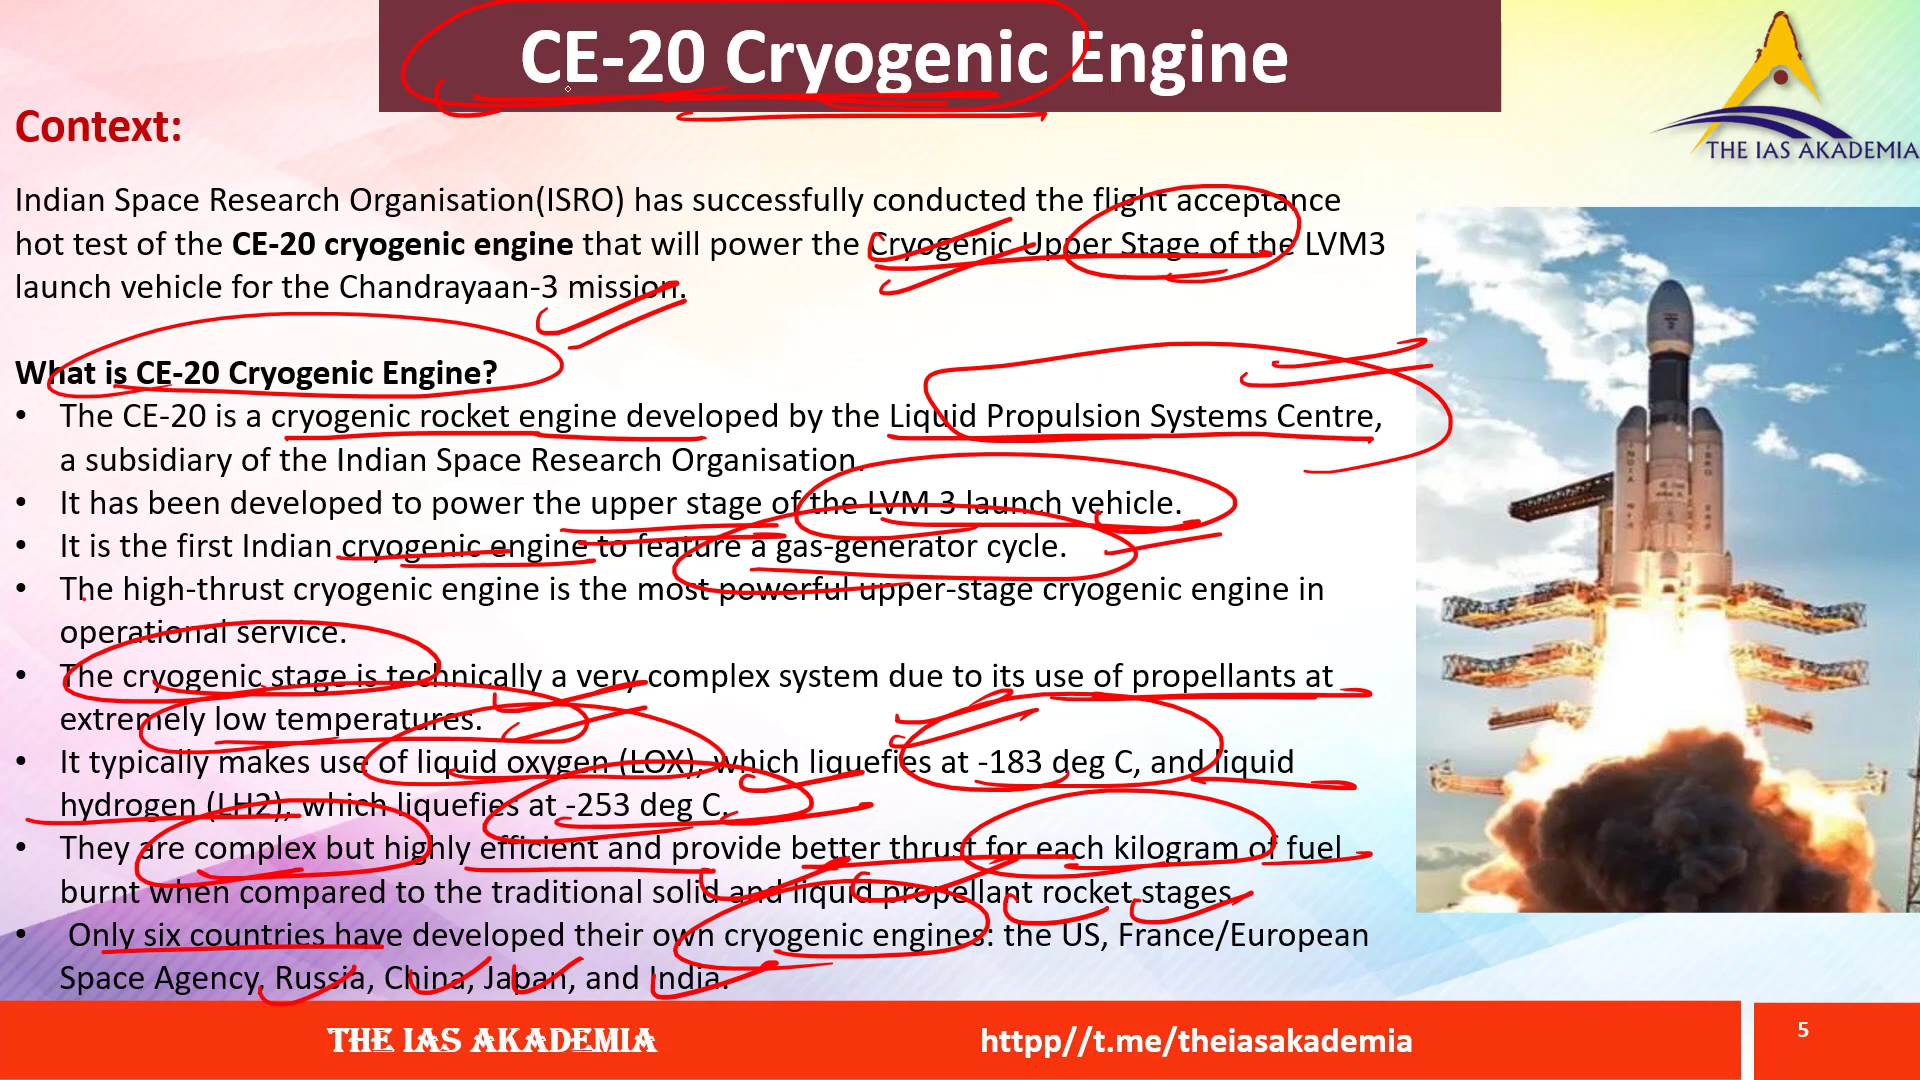 CE-20 Cryogenic Engine
THE IAS AKADEMIA
Context:
Indian Space Research Organisation(ISRO) has successfully conducted the flight acceptance
hot test of the CE-20 cryogenic engine that will power the Cryogenic Upper Stage of the LVM3
launch vehicle for the Chandrayaan-3 mission.
What is CE-20 Cryogenic Engine?
• The CE-20 is a cryogenic rocket engine developed by the Liquid Propulsion Systems Centre,
a subsidiary of the Indian Space Research Organisation.
• It has been developed to power the upper stage of the LVM 3 launch vehicle.
• It is the first Indian cryogenic engine to feature a gas-generator cycle.
• The high-thrust cryogenic engine is the most powerful upper-stage cryogenic engine in
operational service.
• The cryogenic stage is technically a very complex system due to its use of propellants at
extremely low temperatures.
• It typically makes use of liquid oxygen (LOX), which liquefies at -183 deg C, and liquid
hydrogen (LH2), which liquefies at -253 deg C.
• They are complex but highly efficient and provide better thrust for each kilogram of fuel
burnt when compared to the traditional solid and liquid propellant rocket stages.
• Only six countries have developed their own cryogenic engines: the US, France/European
Space Agency, Russia, China, Japan, and India.
INDIA
ISRO
THE IAS AKADEMIA
httpp//t.me/theiasakademia
5